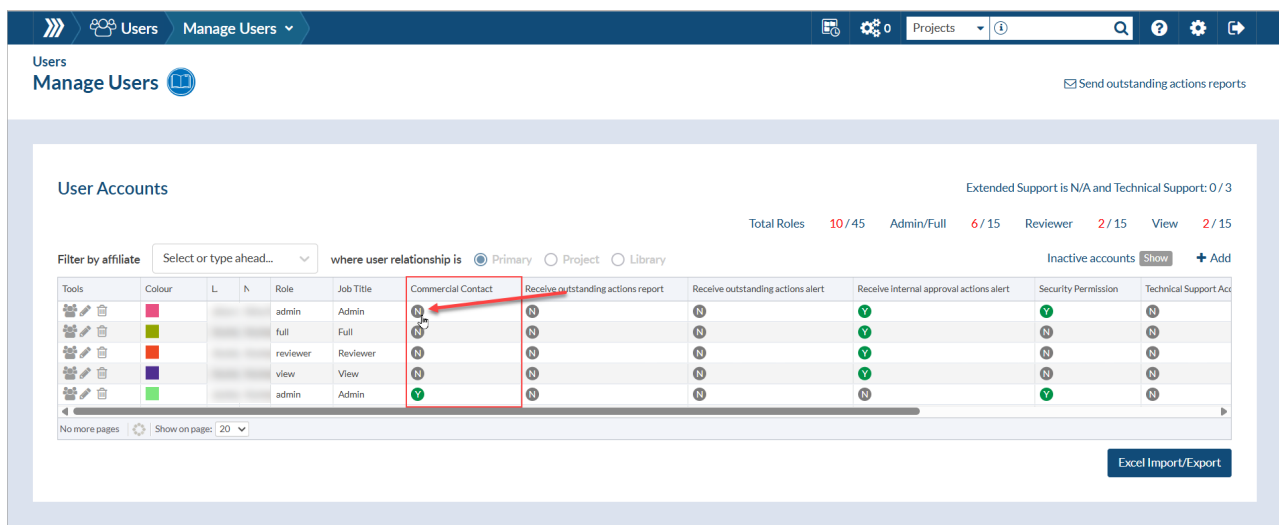 Users Manage Users 0 Projects
Users
Manage Users
Send outstanding actions reports
User Accounts
Extended Support is N/A and Technical Support: 0 / 3
Total Roles 10 / 45 Admin/Full 6 / 15 Reviewer 2 / 15 View 2 / 15
Filter by affiliate Select or type ahead... where user relationship is Primary Project Library Inactive accounts Show + Add
Tools Colour L N Role Job Title Commercial Contact Receive outstanding actions report Receive outstanding actions alert Receive internal approval actions alert Security Permission Technical Support Acc
admin Admin N N N Y Y N
full Full N N N Y N N
reviewer Reviewer N N N Y N N
view View N N N Y N N
admin Admin Y N N N Y N
No more pages Show on page: 20
Excel Import/Export